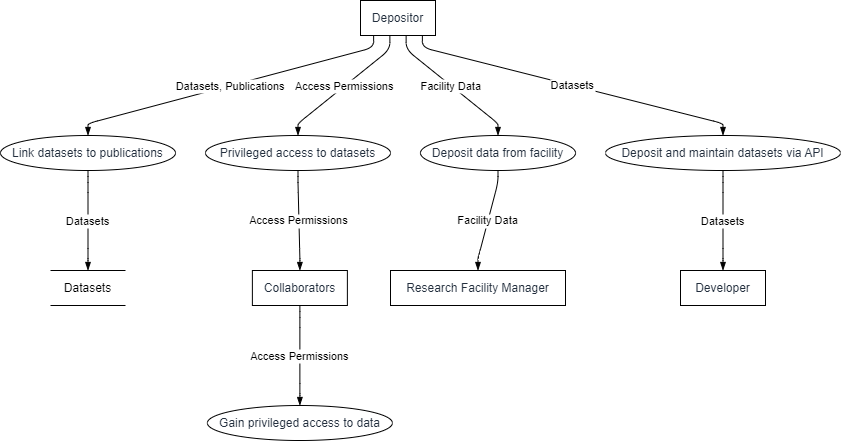 Depositor
Datasets, Publications
Access Permissions
Facility Data
Datasets
Link datasets to publications
Privileged access to datasets
Deposit data from facility
Deposit and maintain datasets via API
Datasets
Access Permissions
Facility Data
Datasets
Datasets
Collaborators
Research Facility Manager
Developer
Access Permissions
Gain privileged access to data